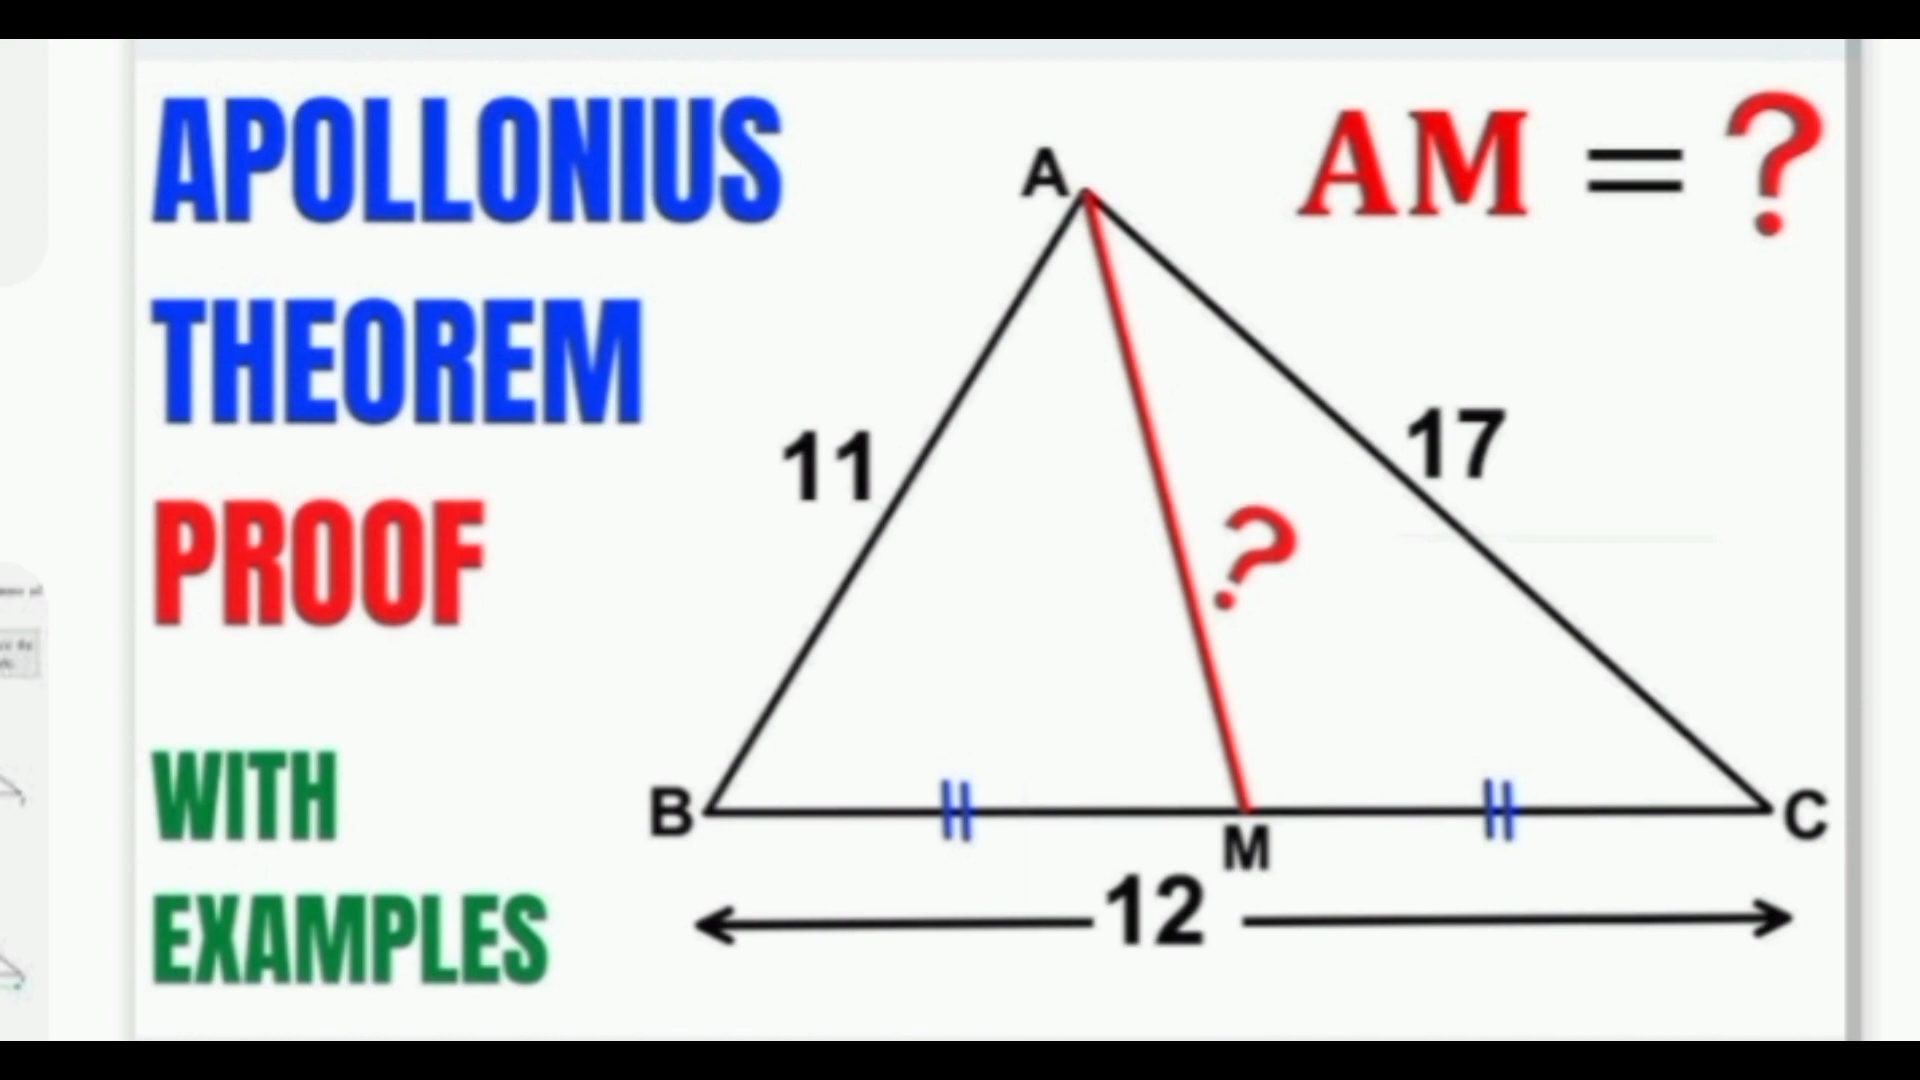 APOLLONIUS
THEOREM
PROOF
WITH
EXAMPLES
AM = ?
A
11
17
?
B
M
C
12